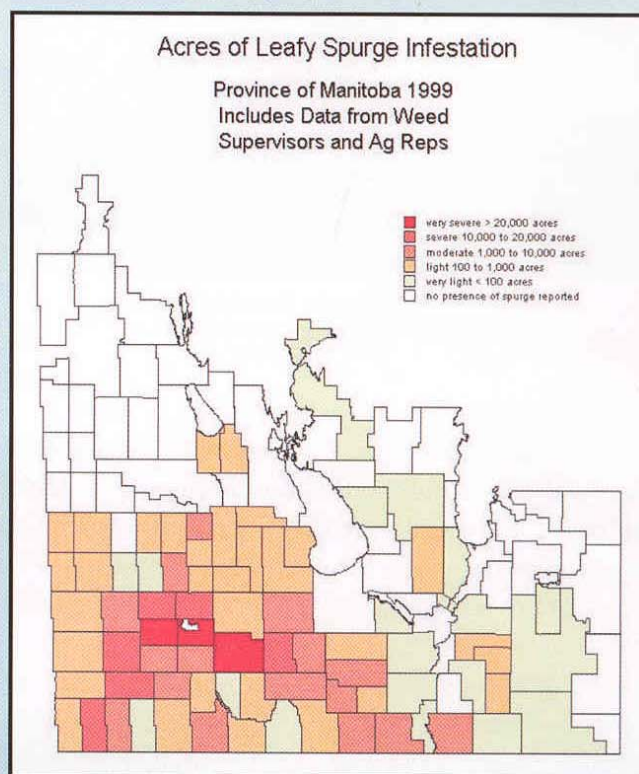 Acres of Leafy Spurge Infestation
Province of Manitoba 1999
Includes Data from Weed
Supervisors and Ag Reps
very severe > 20,000 acres
severe 10,000 to 20,000 acres
moderate 1,000 to 10,000 acres
light 100 to 1,000 acres
very light < 100 acres
no presence of spurge reported